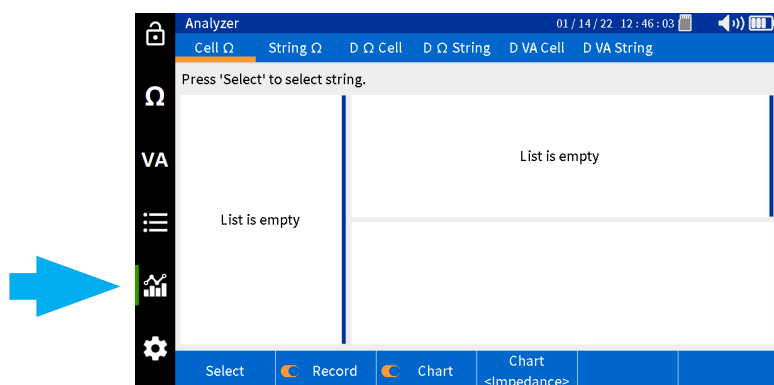 Analyzer 01/14/22 12:46:03
Cell Ω String Ω D Ω Cell D Ω String D VA Cell D VA String
Press 'Select' to select string.
Ω
VA
List is empty
List is empty
Select Record Chart Chart
<Impedance>